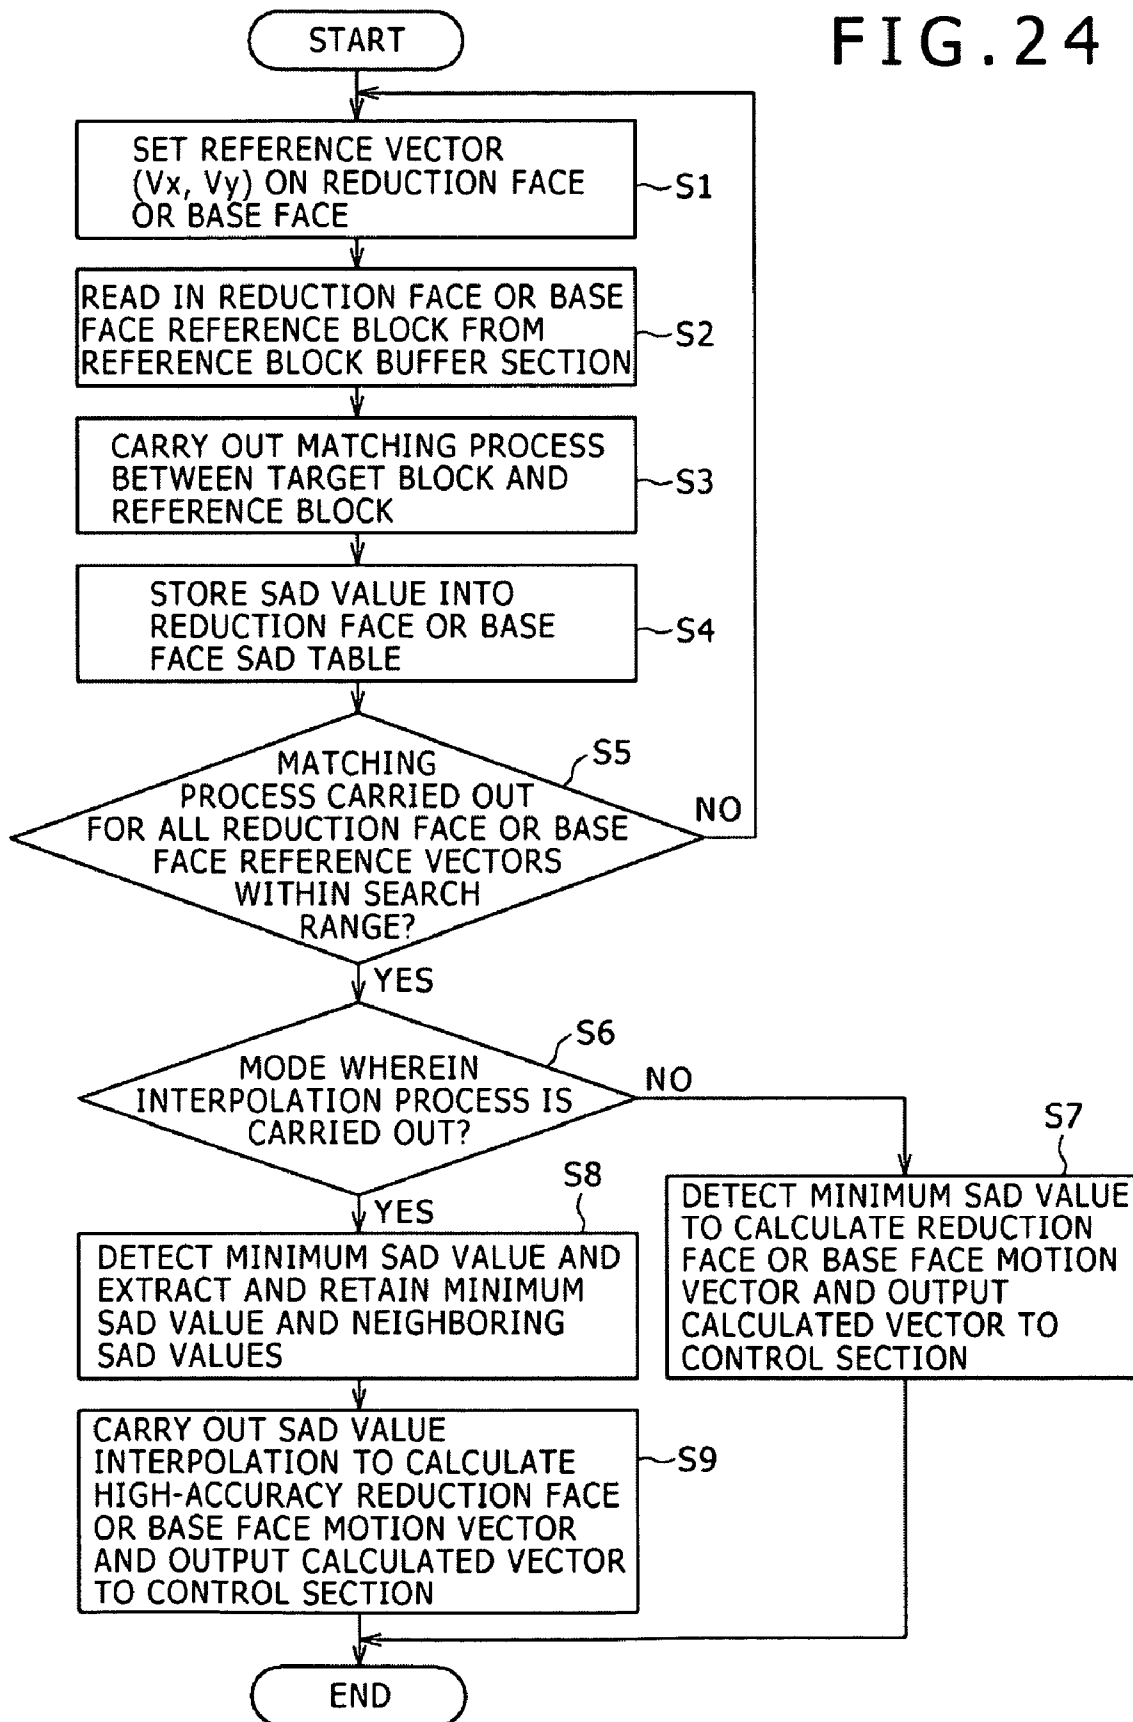 FIG.24
START
SET REFERENCE VECTOR
(Vx, Vy) ON REDUCTION FACE
OR BASE FACE
S1
READ IN REDUCTION FACE OR BASE
FACE REFERENCE BLOCK FROM
REFERENCE BLOCK BUFFER SECTION
S2
CARRY OUT MATCHING PROCESS
BETWEEN TARGET BLOCK AND
REFERENCE BLOCK
S3
STORE SAD VALUE INTO
REDUCTION FACE OR BASE
FACE SAD TABLE
S4
MATCHING
PROCESS CARRIED OUT
FOR ALL REDUCTION FACE OR BASE
FACE REFERENCE VECTORS
WITHIN SEARCH
RANGE?
S5
NO
YES
MODE WHEREIN
INTERPOLATION PROCESS IS
CARRIED OUT?
S6
NO
YES
S7
DETECT MINIMUM SAD VALUE
TO CALCULATE REDUCTION
FACE OR BASE FACE MOTION
VECTOR AND OUTPUT
CALCULATED VECTOR TO
CONTROL SECTION
S8
DETECT MINIMUM SAD VALUE AND
EXTRACT AND RETAIN MINIMUM
SAD VALUE AND NEIGHBORING
SAD VALUES
CARRY OUT SAD VALUE
INTERPOLATION TO CALCULATE
HIGH-ACCURACY REDUCTION FACE
OR BASE FACE MOTION VECTOR
AND OUTPUT CALCULATED VECTOR
TO CONTROL SECTION
S9
END